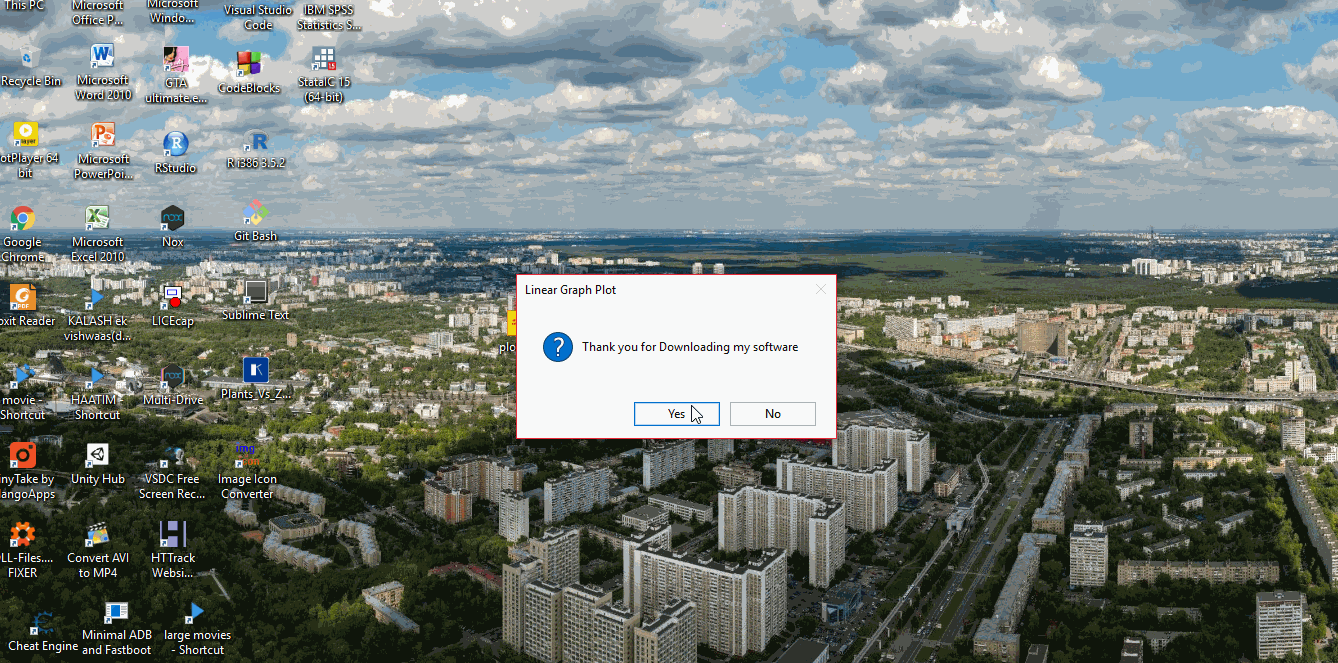 This PC
Microsoft
Office P...
Microsoft
Windo...
Visual Studio
Code
IBM SPSS
Statistics S...
Recycle Bin
Microsoft
Word 2010
GTA
ultimate.e...
CodeBlocks
StataIC 15
(64-bit)
otPlayer 64
bit
Microsoft
PowerPoi...
RStudio
R i386 3.5.2
Google
Chrome
Microsoft
Excel 2010
Nox
Git Bash
oxit Reader
KALASH ek
vishwaas(d...
LICEcap
Sublime Text
plo
movie -
Shortcut
HAATIM -
Shortcut
Multi-Drive
Plants_Vs_Z...
inyTake by
angoApps
Unity Hub
VSDC Free
Screen Rec...
Image Icon
Converter
LL-Files....
FIXER
Convert AVI
to MP4
HTTrack
Websi...
Cheat Engine
Minimal ADB
and Fastboot
large movies
- Shortcut
Linear Graph Plot
Thank you for Downloading my software
Yes
No